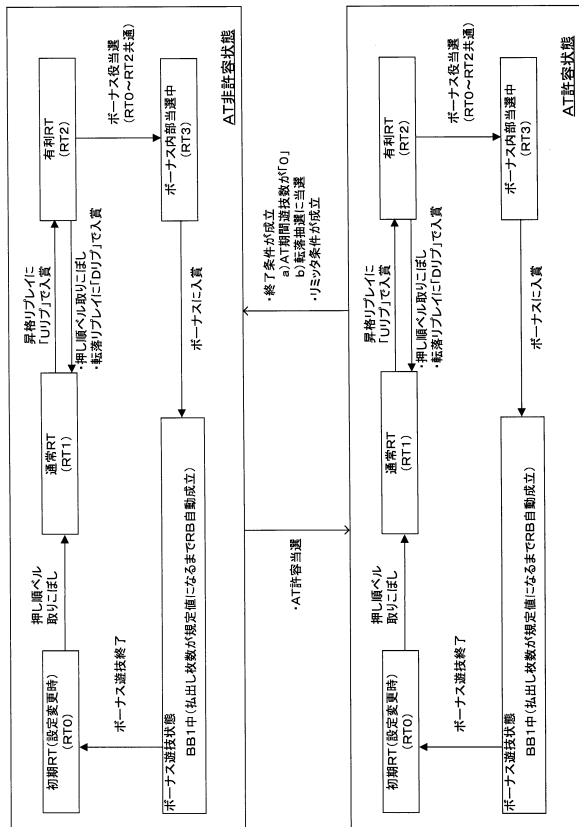 AT非許容状態
初期RT(設定変更時)
(RT0)
押し順ベル
取りこぼし
通常RT
(RT1)
昇格リプレイに
「Uリプ」で入賞
・押し順ベル取りこぼし
・転落リプレイに「Dリプ」で入賞
有利RT
(RT2)
ボーナス役当選
(RT0～RT2共通)
ボーナス内部当選中
(RT3)
ボーナスに入賞
ボーナス遊技状態
BB1中(払出し枚数が規定値になるまでRB自動成立)
ボーナス遊技終了
・AT許容当選
・終了条件が成立
a)AT期間遊技数が「0」
b)転落抽選に当選
・リミッタ条件が成立
AT許容状態
初期RT(設定変更時)
(RT0)
押し順ベル
取りこぼし
通常RT
(RT1)
昇格リプレイに
「Uリプ」で入賞
・押し順ベル取りこぼし
・転落リプレイに「Dリプ」で入賞
有利RT
(RT2)
ボーナス役当選
(RT0～RT2共通)
ボーナス内部当選中
(RT3)
ボーナスに入賞
ボーナス遊技状態
BB1中(払出し枚数が規定値になるまでRB自動成立)
ボーナス遊技終了